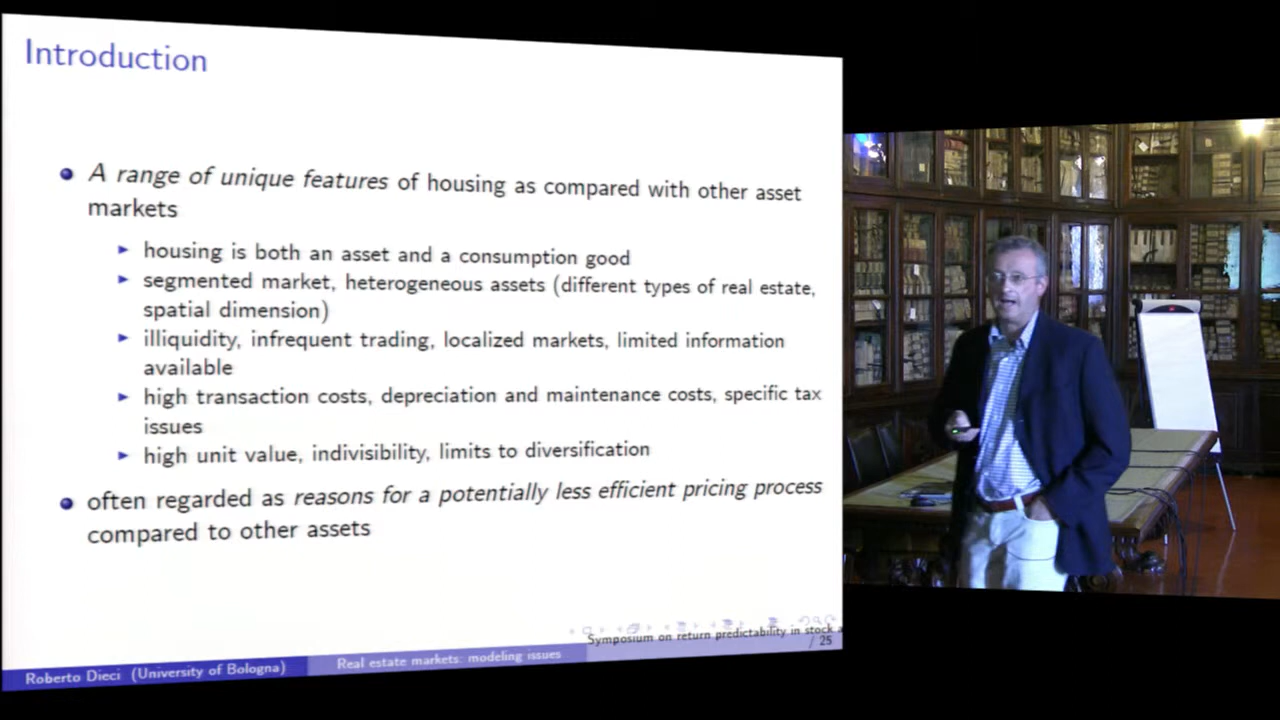 Introduction
A range of unique features of housing as compared with other asset
markets
housing is both an asset and a consumption good
segmented market, heterogeneous assets (different types of real estate,
spatial dimension)
illiquidity, infrequent trading, localized markets, limited information
available
high transaction costs, depreciation and maintenance costs, specific tax
issues
high unit value, indivisibility, limits to diversification
often regarded as reasons for a potentially less efficient pricing process
compared to other assets
Symposium on return predictability in stock a
/ 25
Roberto Dieci (University of Bologna)
Real estate markets: modeling issues